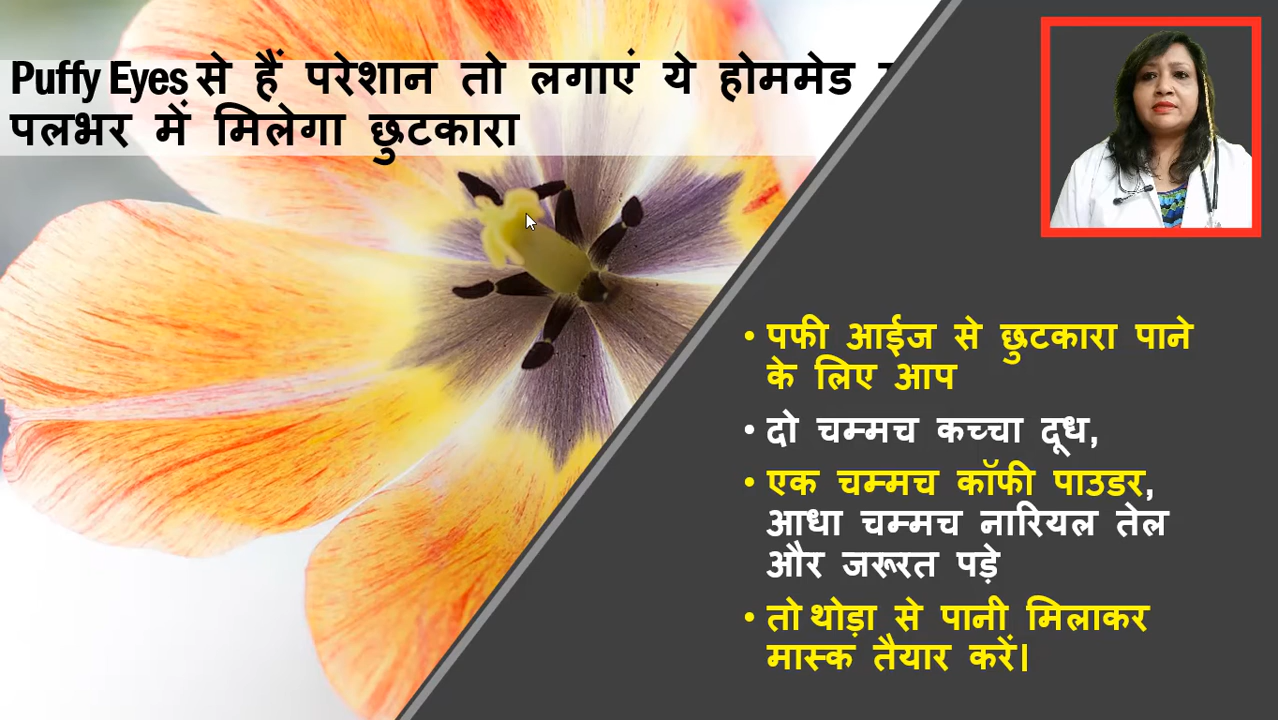 Puffy Eyes से हैं परेशान तो लगाएं ये होममेड
पलभर में मिलेगा छुटकारा
• पफी आईज से छुटकारा पाने
के लिए आप
• दो चम्मच कच्चा दूध,
• एक चम्मच कॉफी पाउडर,
आधा चम्मच नारियल तेल
और जरूरत पड़े
• तो थोड़ा से पानी मिलाकर
मास्क तैयार करें।